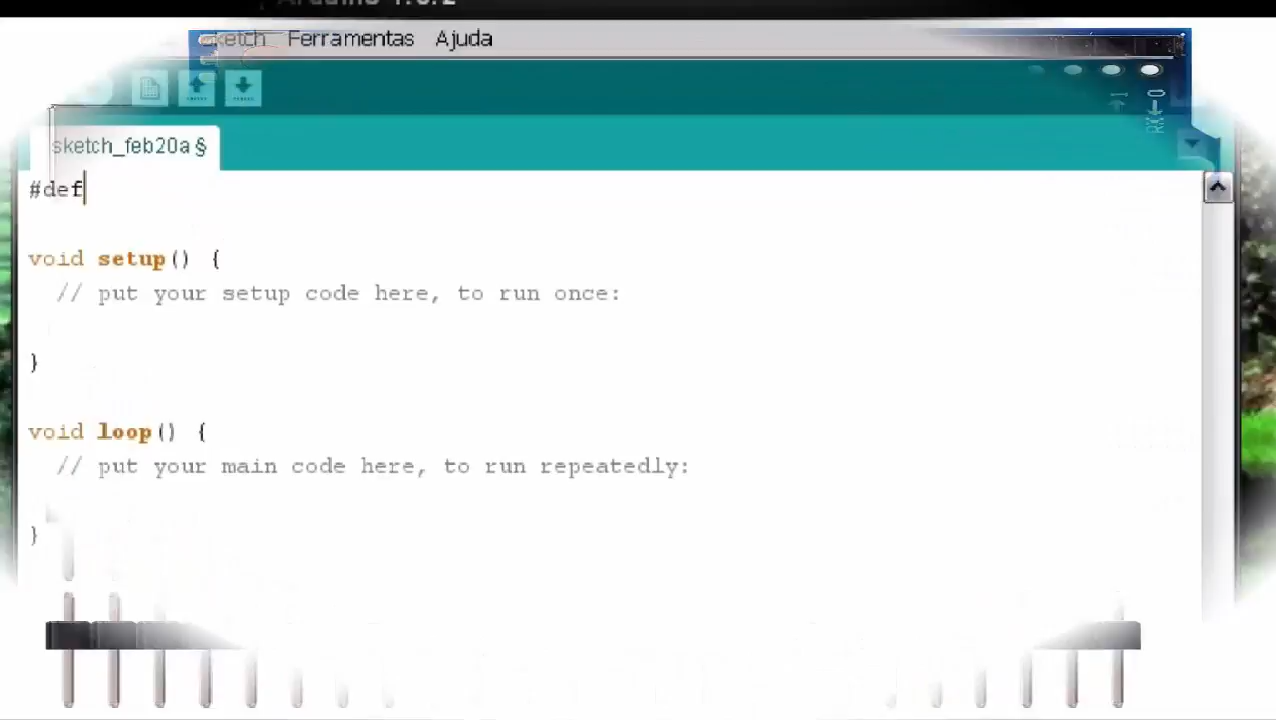 Sketch Ferramentas Ajuda
sketch_feb20a §
#def
void setup() {
// put your setup code here, to run once:
}
void loop() {
// put your main code here, to run repeatedly:
}